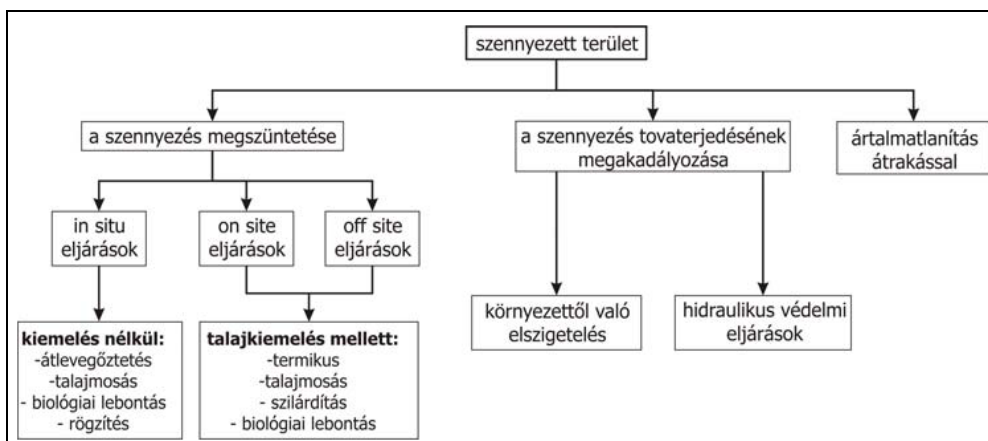 szennyezett terület
a szennyezés megszüntetése
a szennyezés tovaterjedésének
megakadályozása
ártalmatlanítás
átrakással
in situ
eljárások
on site
eljárások
off site
eljárások
környezettől való
elszigetelés
hidraulikus védelmi
eljárások
kiemelés nélkül:
-átlevegőztetés
-talajmosás
- biológiai lebontás
- rögzítés
talajkiemelés mellett:
-termikus
-talajmosás
- szilárdítás
- biológiai lebontás